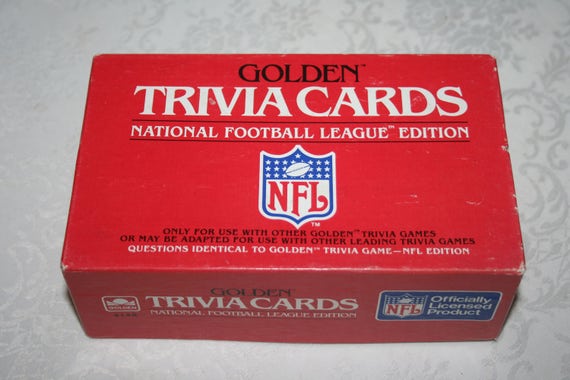 GOLDEN™
TRIVIA CARDS
NATIONAL FOOTBALL LEAGUE™ EDITION
NFL
TM
ONLY FOR USE WITH OTHER GOLDEN™ TRIVIA GAMES
OR MAY BE ADAPTED FOR USE WITH OTHER LEADING TRIVIA GAMES
QUESTIONS IDENTICAL TO GOLDEN™ TRIVIA GAME—NFL EDITION
GOLDEN™
TRIVIA CARDS
NATIONAL FOOTBALL LEAGUE EDITION
GOLDEN
NFL
Officially
Licensed
Product